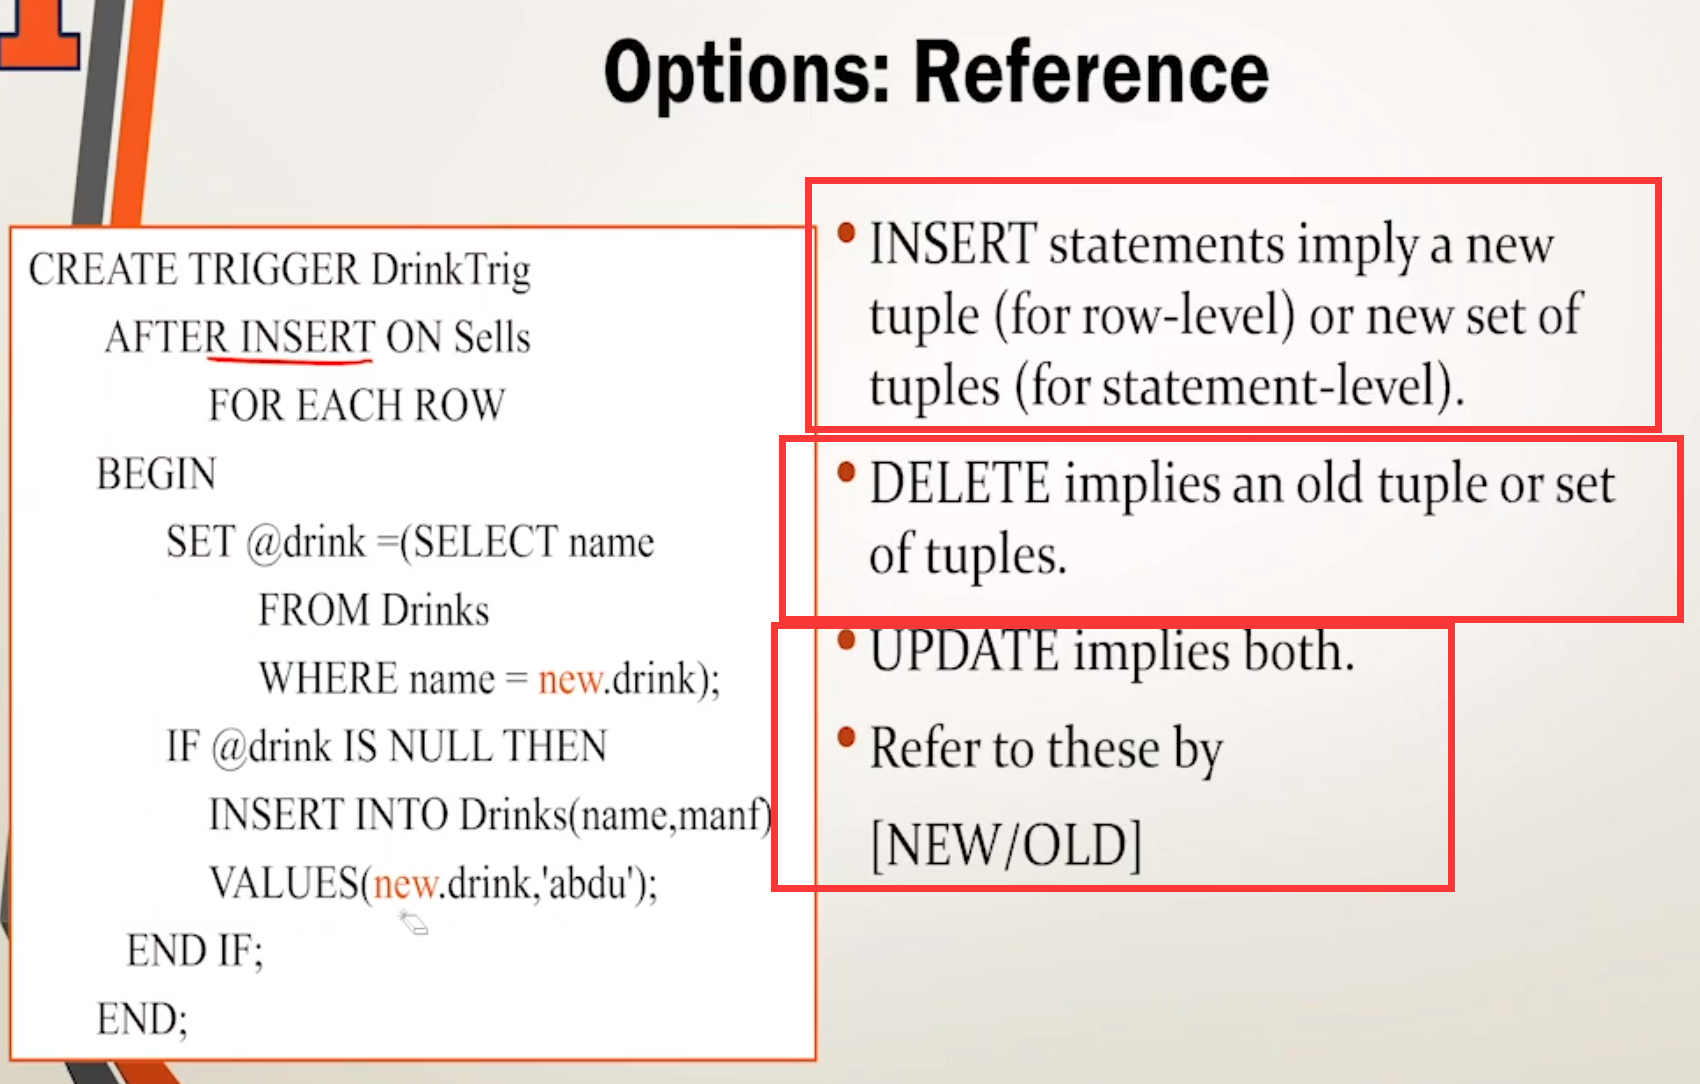 Options: Reference
CREATE TRIGGER DrinkTrig
AFTER INSERT ON Sells
FOR EACH ROW
BEGIN
SET @drink =(SELECT name
FROM Drinks
WHERE name = new.drink);
IF @drink IS NULL THEN
INSERT INTO Drinks(name,manf)
VALUES(new.drink,'abdu');
END IF;
END;
• INSERT statements imply a new
tuple (for row-level) or new set of
tuples (for statement-level).
• DELETE implies an old tuple or set
of tuples.
• UPDATE implies both.
• Refer to these by
[NEW/OLD]